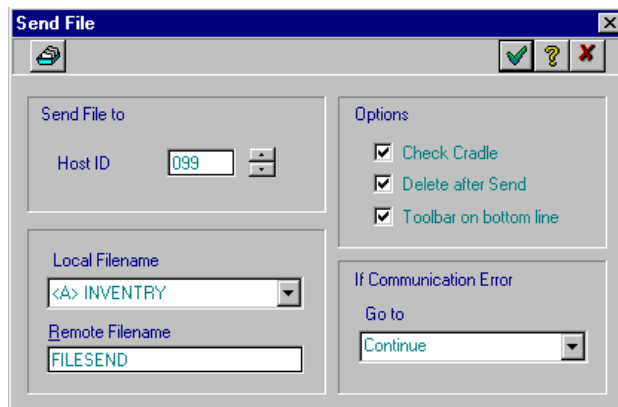 Send File
Send File to
Host ID
099
Local Filename
<A> INVENTRY
Remote Filename
FILESEND
Options
Check Cradle
Delete after Send
Toolbar on bottom line
If Communication Error
Go to
Continue